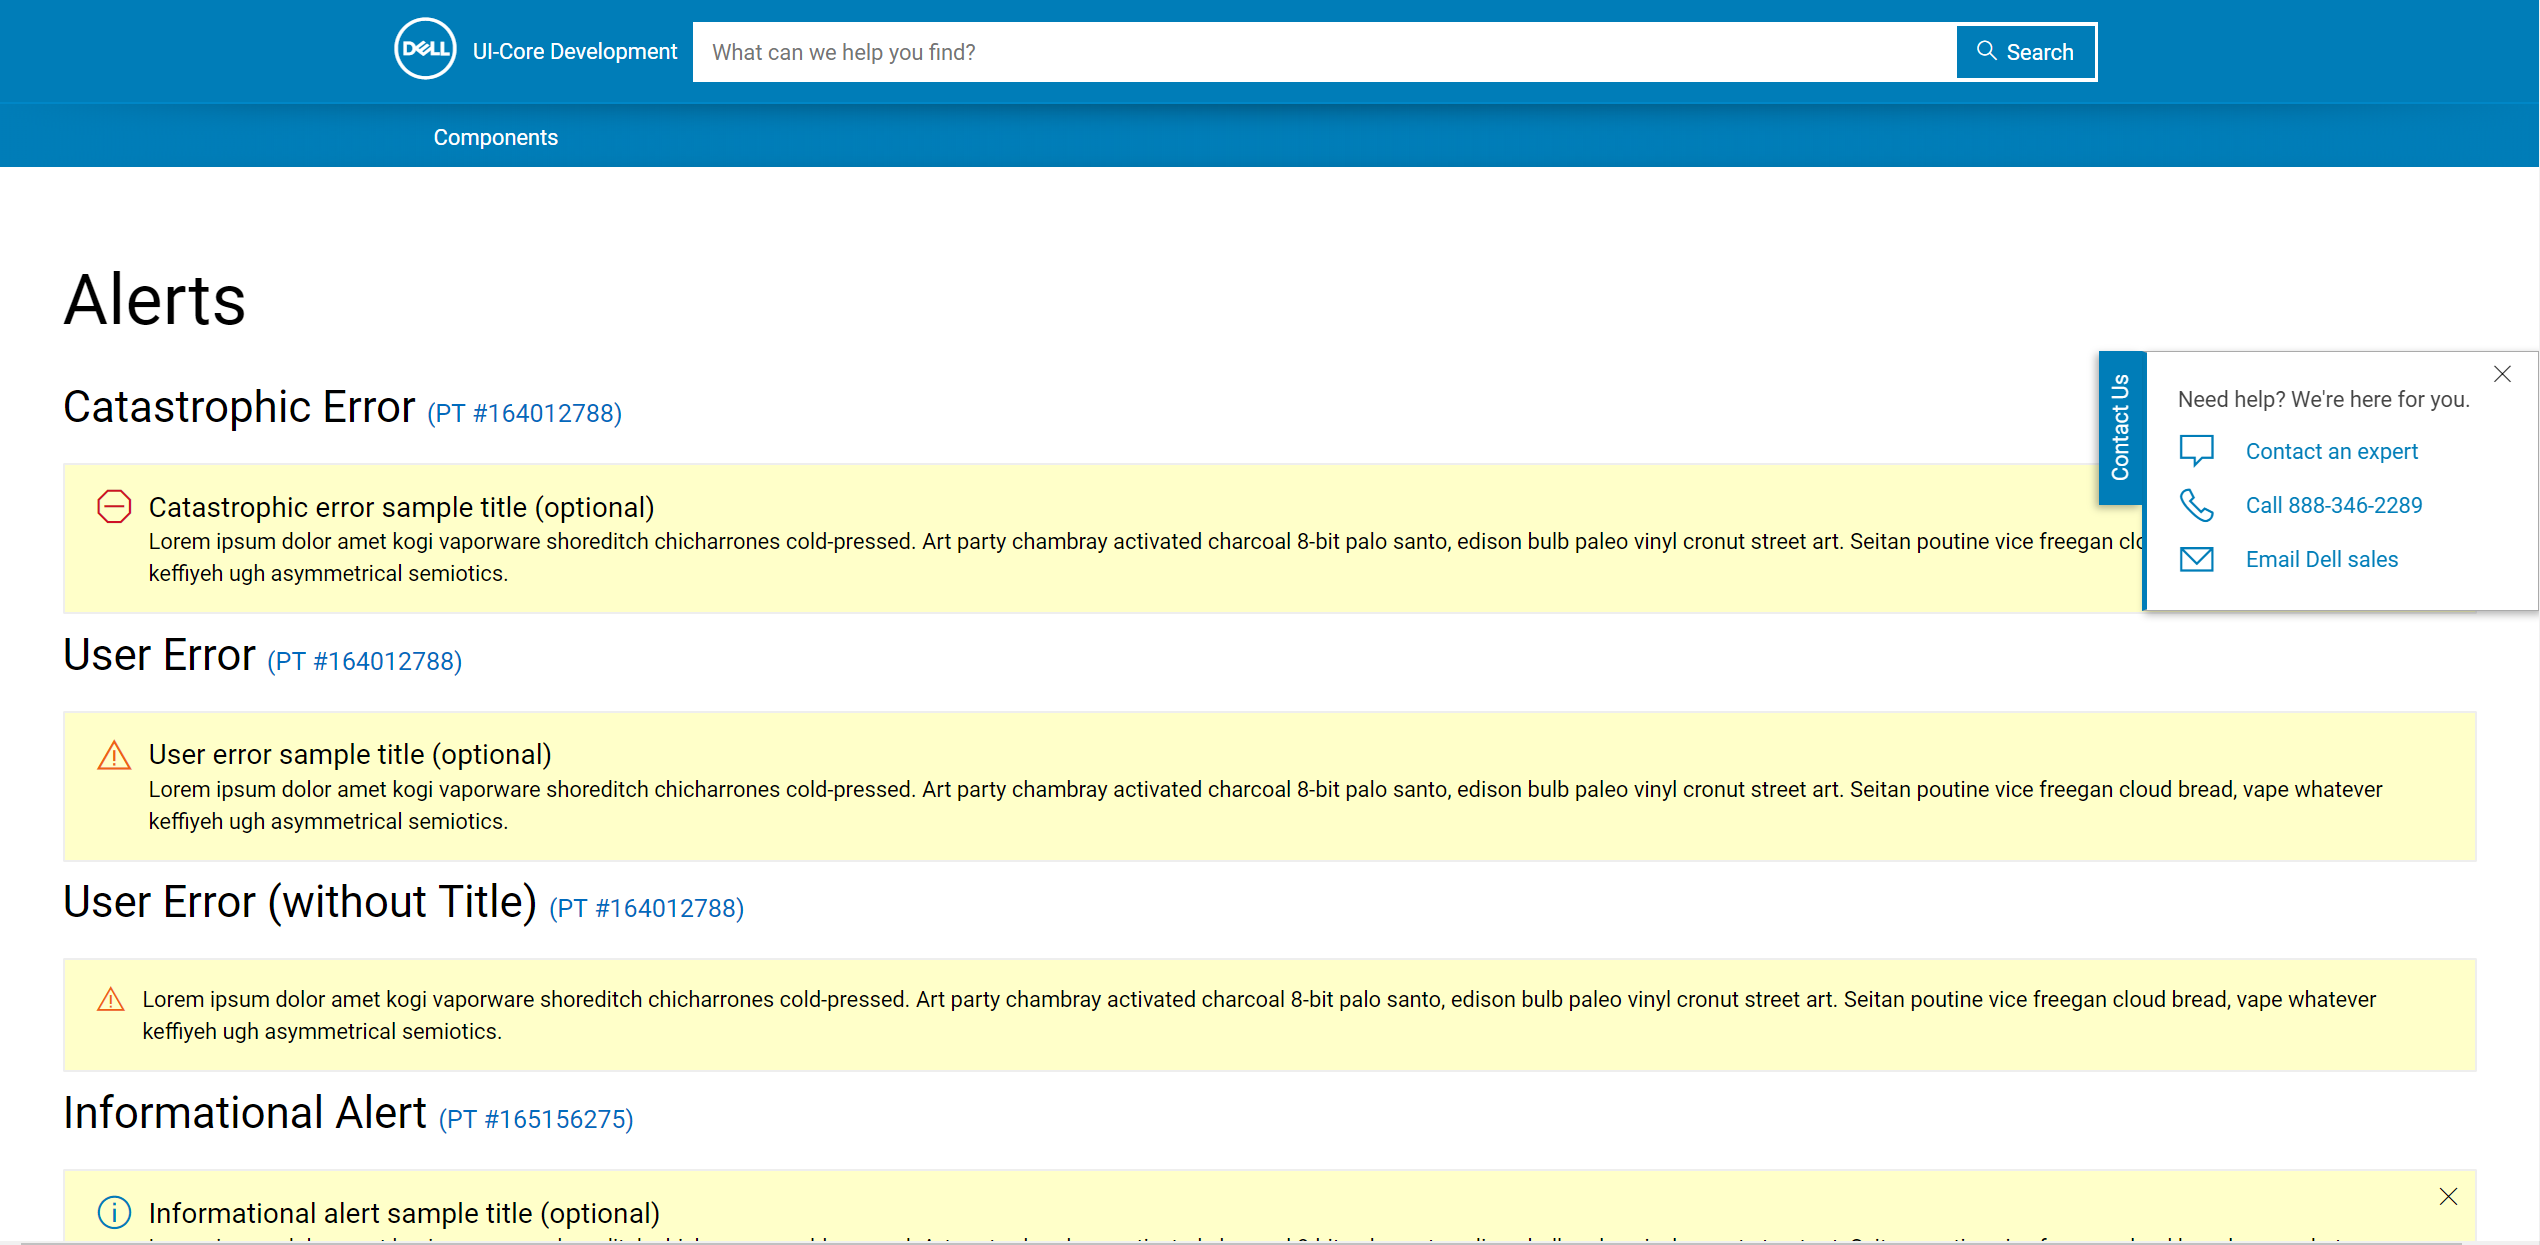 DELL
UI-Core Development
What can we help you find?
Search
Components
Alerts
Catastrophic Error (PT #164012788)
Catastrophic error sample title (optional)
Lorem ipsum dolor amet kogi vaporware shoreditch chicharrones cold-pressed. Art party chambray activated charcoal 8-bit palo santo, edison bulb paleo vinyl cronut street art. Seitan poutine vice freegan clo
keffiyeh ugh asymmetrical semiotics.
Contact Us
Need help? We're here for you.
Contact an expert
Call 888-346-2289
Email Dell sales
User Error (PT #164012788)
User error sample title (optional)
Lorem ipsum dolor amet kogi vaporware shoreditch chicharrones cold-pressed. Art party chambray activated charcoal 8-bit palo santo, edison bulb paleo vinyl cronut street art. Seitan poutine vice freegan cloud bread, vape whatever
keffiyeh ugh asymmetrical semiotics.
User Error (without Title) (PT #164012788)
Lorem ipsum dolor amet kogi vaporware shoreditch chicharrones cold-pressed. Art party chambray activated charcoal 8-bit palo santo, edison bulb paleo vinyl cronut street art. Seitan poutine vice freegan cloud bread, vape whatever
keffiyeh ugh asymmetrical semiotics.
Informational Alert (PT #165156275)
Informational alert sample title (optional)